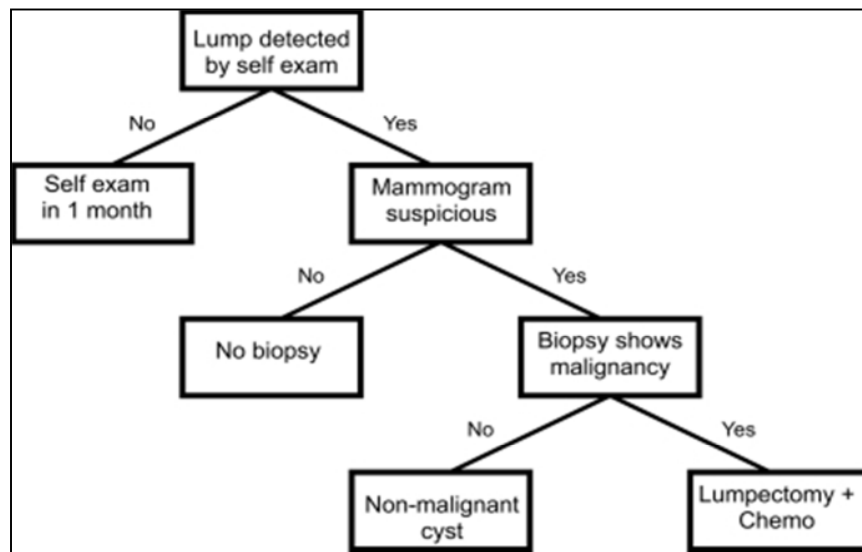 Lump detected
by self exam
No
Yes
Self exam
in 1 month
Mammogram
suspicious
No
Yes
No biopsy
Biopsy shows
malignancy
No
Yes
Non-malignant
cyst
Lumpectomy +
Chemo